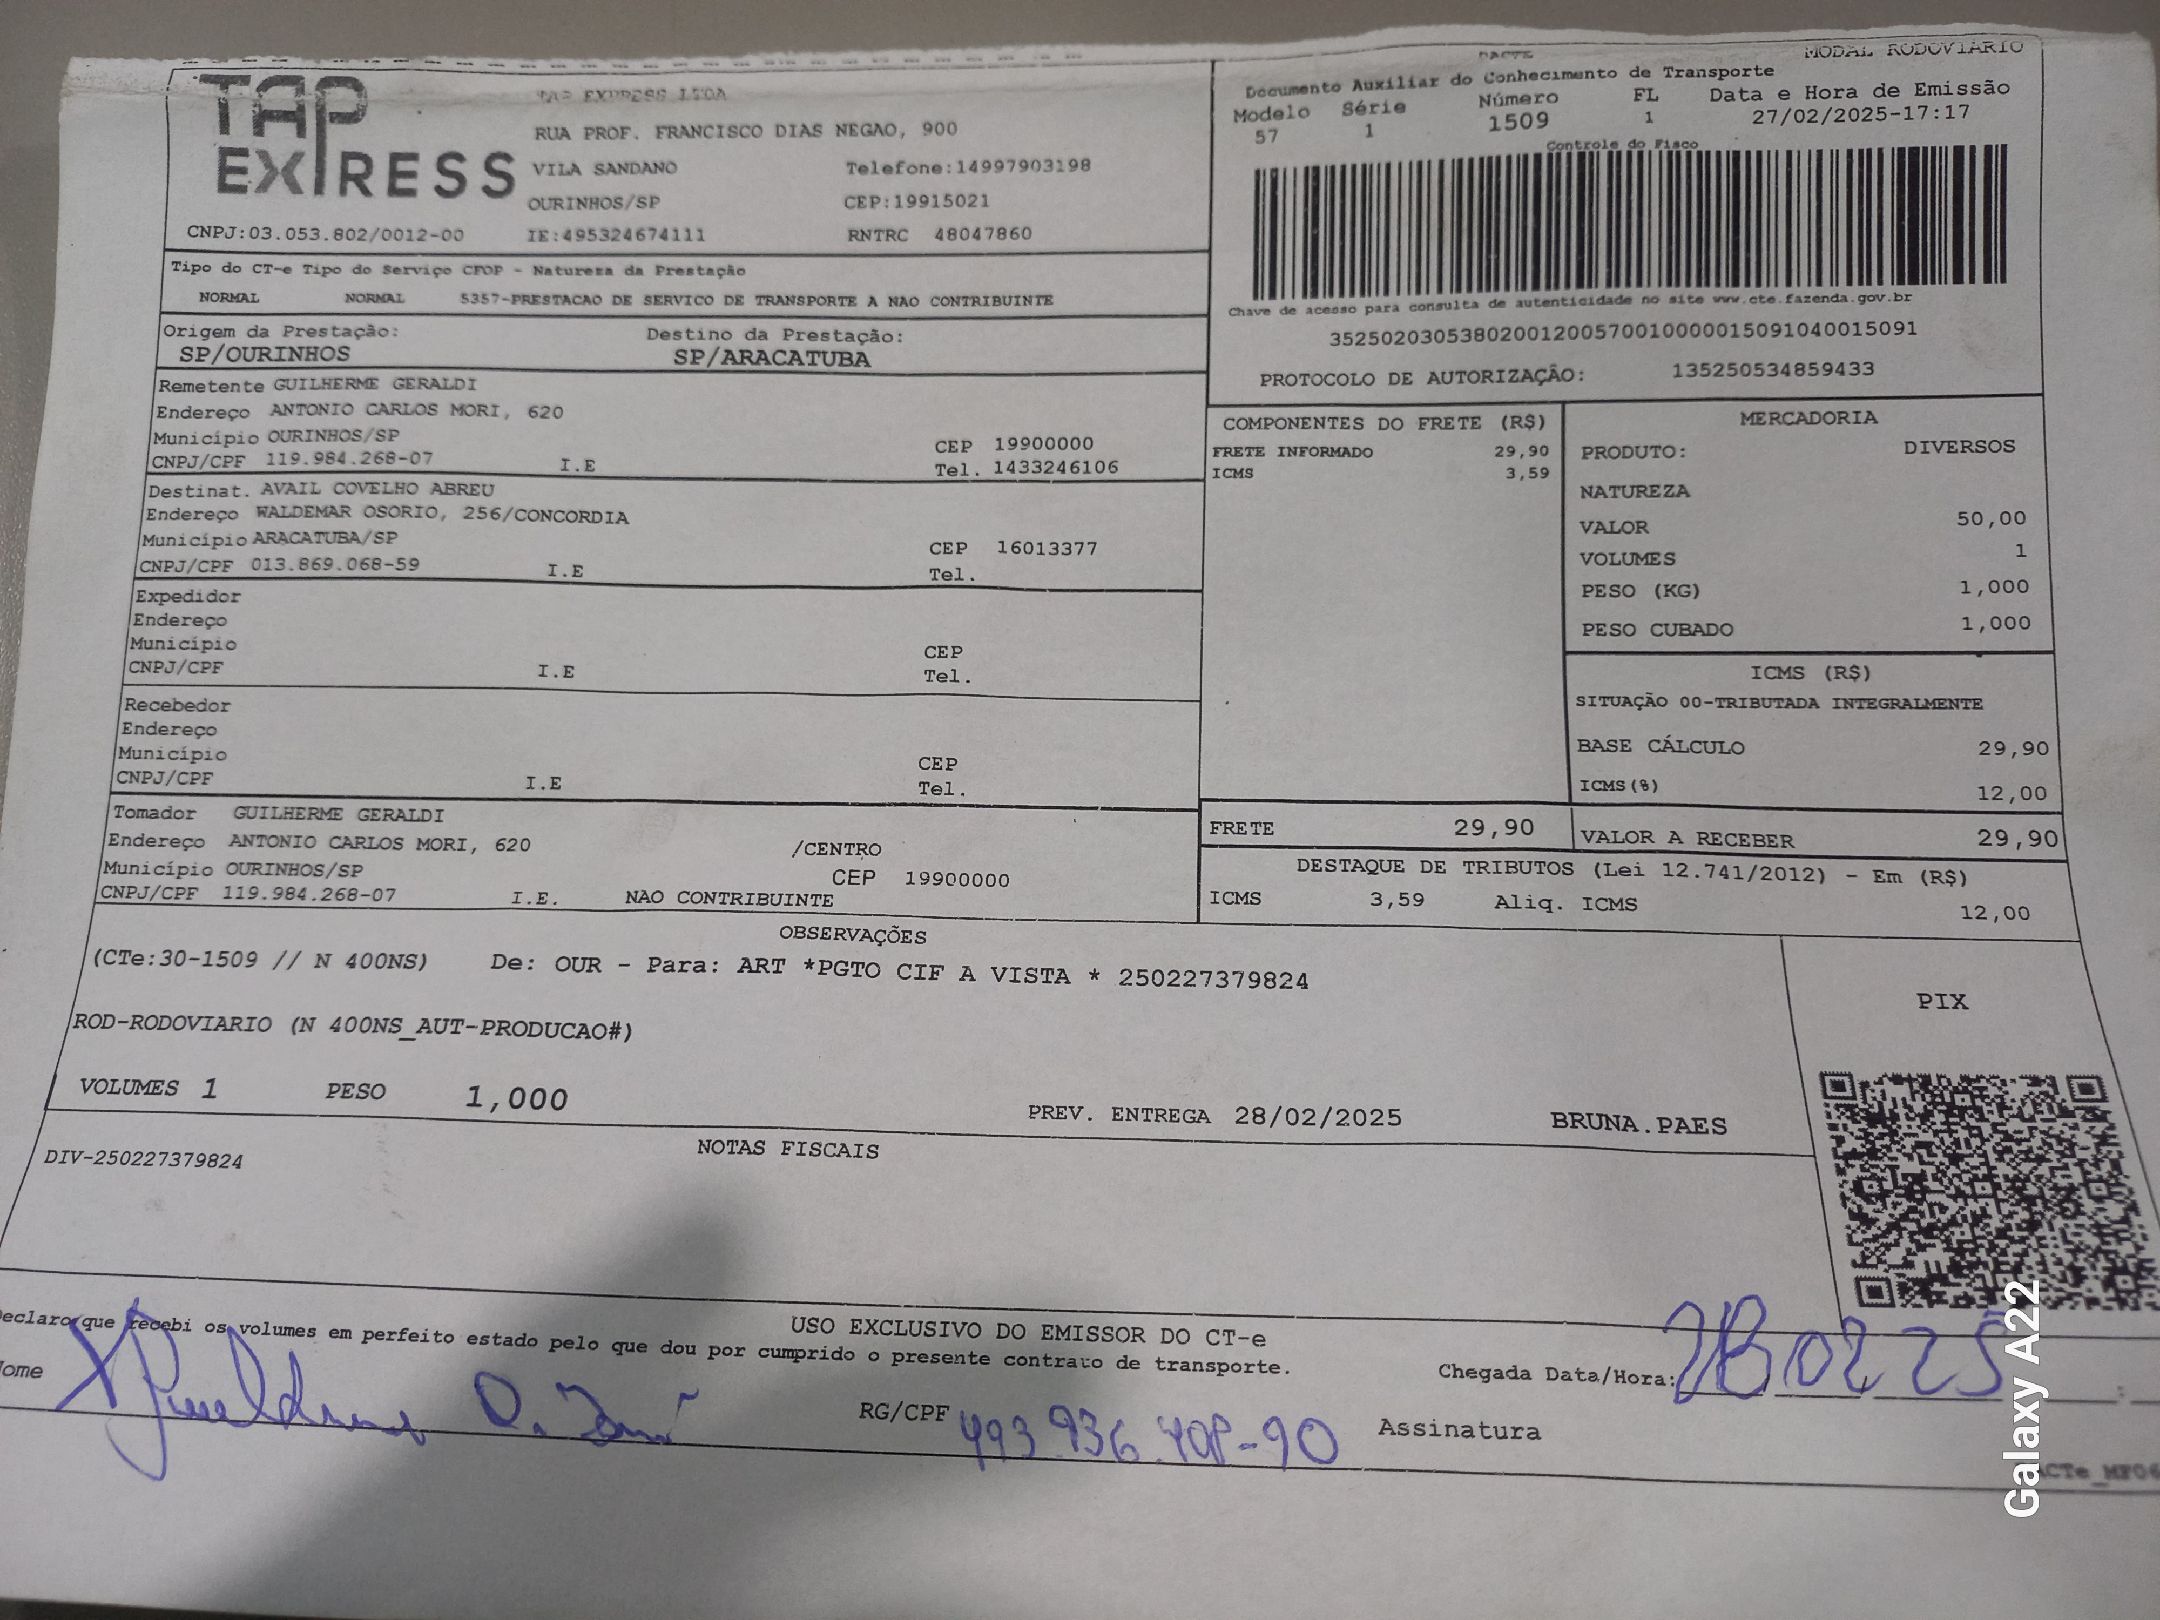 TAP
EXPRESS
TAP EXPRESS LTDA
RUA PROF. FRANCISCO DIAS NEGAO, 900
VILA SANDANO Telefone:14997903198
OURINHOS/SP CEP:19915021
CNPJ:03.053.802/0012-00 IE:495324674111 RNTRC 48047860
DACTE MODAL RODOVIÁRIO
Documento Auxiliar do Conhecimento de Transporte
Modelo Série Número FL Data e Hora de Emissão
57 1 1509 1 27/02/2025-17:17
Controle do Fisco
Chave de acesso para consulta de autenticidade no site www.cte.fazenda.gov.br
35250203053802001200570010000015091040015091
PROTOCOLO DE AUTORIZAÇÃO: 135250534859433
Tipo do CT-e Tipo do Serviço CFOP - Natureza da Prestação
NORMAL NORMAL 5357-PRESTACAO DE SERVICO DE TRANSPORTE A NAO CONTRIBUINTE
Origem da Prestação: Destino da Prestação:
SP/OURINHOS SP/ARACATUBA
Remetente GUILHERME GERALDI
Endereço ANTONIO CARLOS MORI, 620
Município OURINHOS/SP CEP 19900000
CNPJ/CPF 119.984.268-07 I.E Tel. 1433246106
Destinat. AVAIL COVELHO ABREU
Endereço WALDEMAR OSORIO, 256/CONCORDIA
Município ARACATUBA/SP CEP 16013377
CNPJ/CPF 013.869.068-59 I.E Tel.
Expedidor
Endereço
Município CEP
CNPJ/CPF I.E Tel.
Recebedor
Endereço
Município CEP
CNPJ/CPF I.E Tel.
Tomador GUILHERME GERALDI
Endereço ANTONIO CARLOS MORI, 620 /CENTRO
Município OURINHOS/SP CEP 19900000
CNPJ/CPF 119.984.268-07 I.E. NAO CONTRIBUINTE
COMPONENTES DO FRETE (R$)
FRETE INFORMADO 29,90
ICMS 3,59
MERCADORIA
PRODUTO: DIVERSOS
NATUREZA
VALOR 50,00
VOLUMES 1
PESO (KG) 1,000
PESO CUBADO 1,000
ICMS (R$)
SITUAÇÃO 00-TRIBUTADA INTEGRALMENTE
BASE CÁLCULO 29,90
ICMS(%) 12,00
FRETE 29,90 VALOR A RECEBER 29,90
DESTAQUE DE TRIBUTOS (Lei 12.741/2012) - Em (R$)
ICMS 3,59 Aliq. ICMS 12,00
OBSERVAÇÕES
(CTe:30-1509 // N 400NS) De: OUR - Para: ART *PGTO CIF A VISTA * 250227379824
ROD-RODOVIARIO (N 400NS_AUT-PRODUCAO#)
VOLUMES 1 PESO 1,000 PREV. ENTREGA 28/02/2025 BRUNA.PAES
PIX
NOTAS FISCAIS
DIV-250227379824
USO EXCLUSIVO DO EMISSOR DO CT-e
Declaro que recebi os volumes em perfeito estado pelo que dou por cumprido o presente contrato de transporte.
Nome RG/CPF Assinatura
Chegada Data/Hora: 28 02 25
Galaxy A22